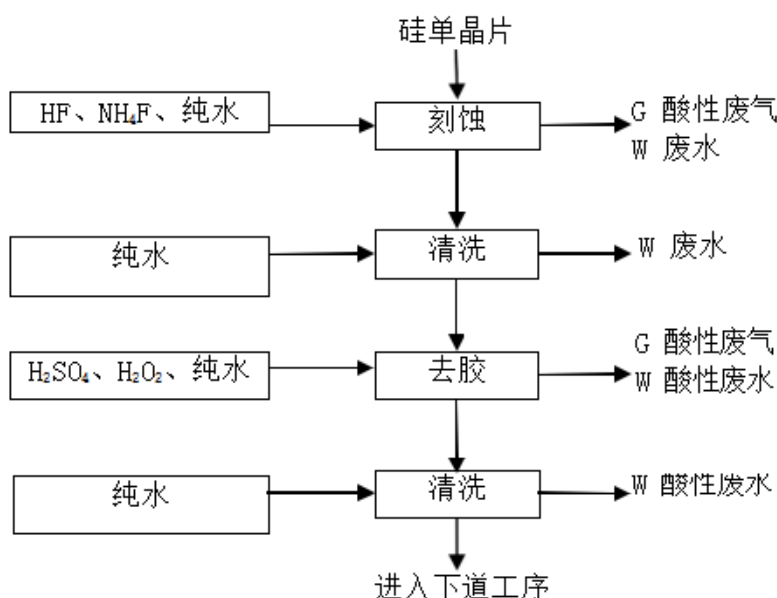 硅单晶片
HF、NH₄F、纯水
刻蚀
G 酸性废气
W 废水
纯水
清洗
W 废水
H₂SO₄、H₂O₂、纯水
去胶
G 酸性废气
W 酸性废水
纯水
清洗
W 酸性废水
进入下道工序